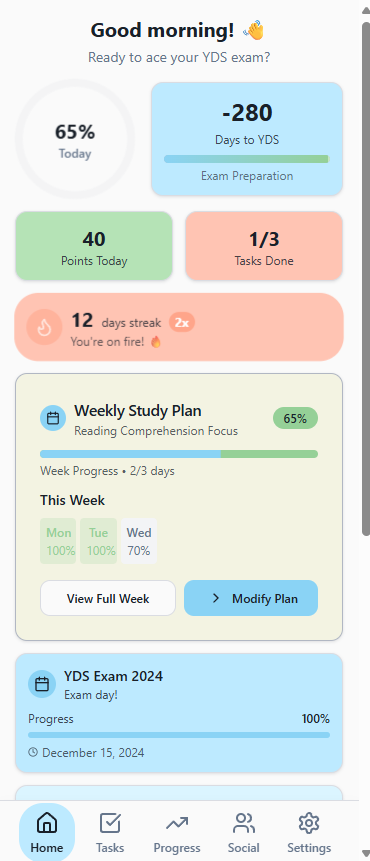 Good morning! 👋
Ready to ace your YDS exam?
65%
Today
-280
Days to YDS
Exam Preparation
40
Points Today
1/3
Tasks Done
12 days streak 2x
You're on fire! 🔥
Weekly Study Plan
Reading Comprehension Focus
65%
Week Progress • 2/3 days
This Week
Mon Tue Wed
100% 100% 70%
View Full Week
Modify Plan
YDS Exam 2024
Exam day!
Progress 100%
December 15, 2024
Home Tasks Progress Social Settings